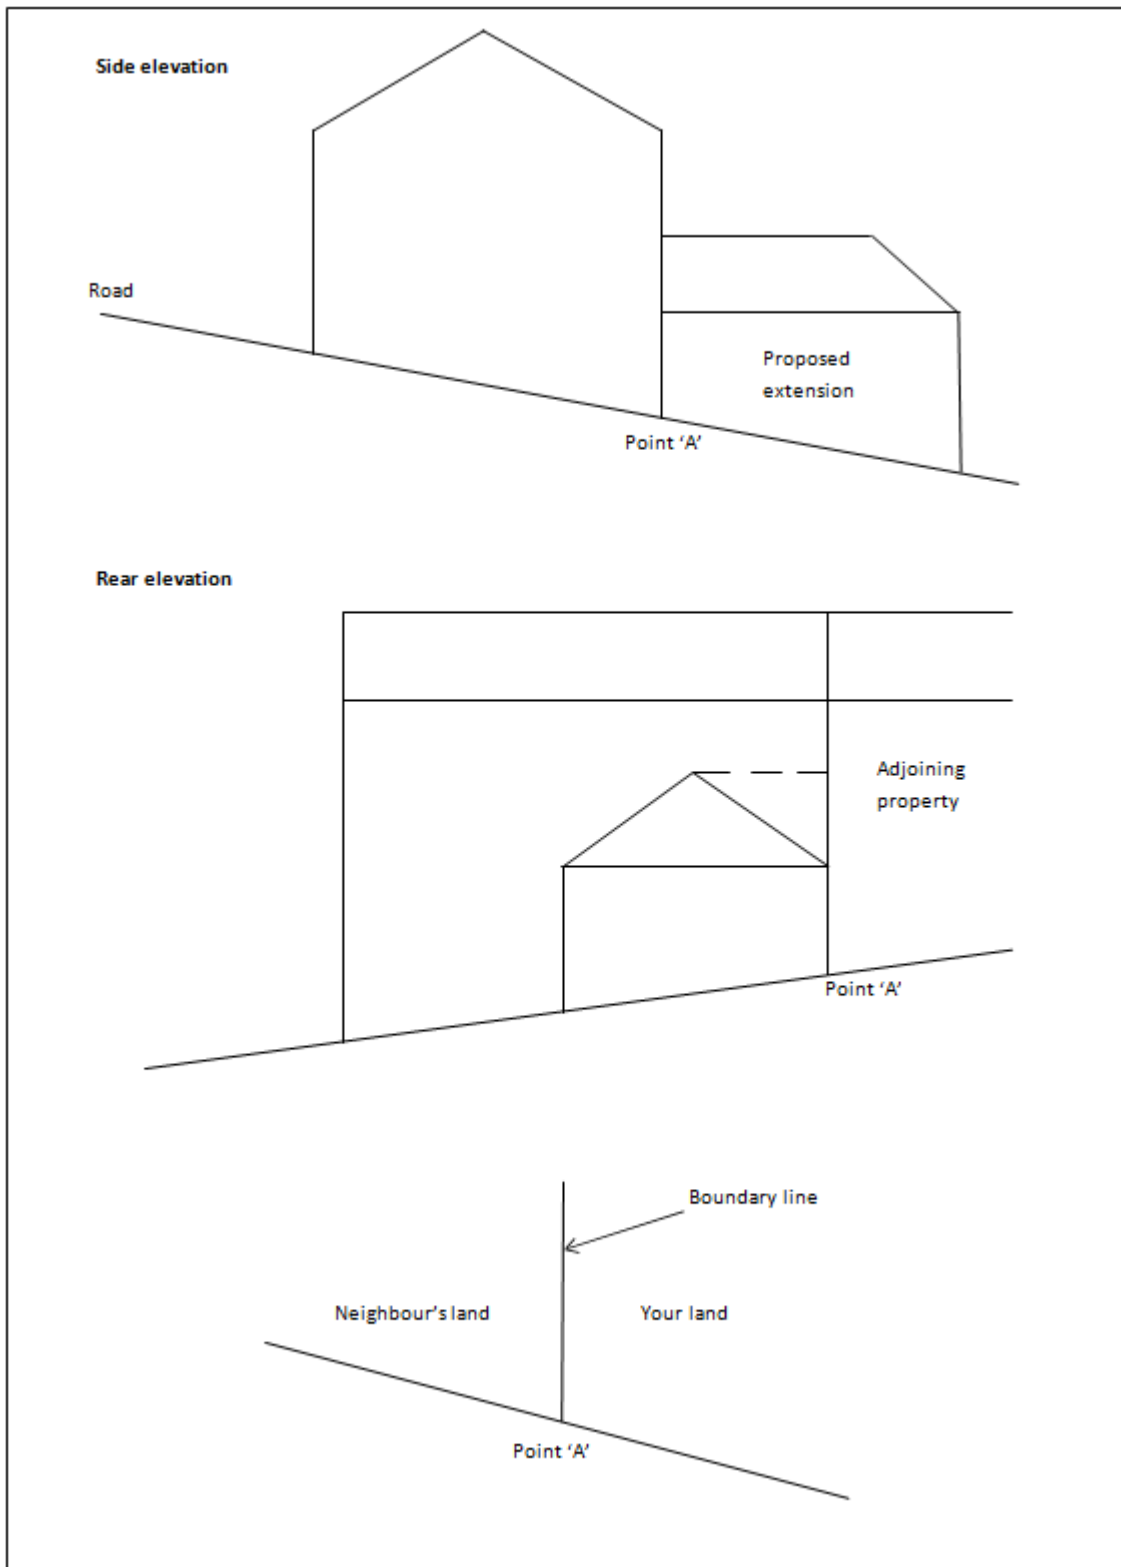 Side elevation
Road
Proposed
extension
Point ‘A’
Rear elevation
Adjoining
property
Point ‘A’
Boundary line
Neighbour’s land
Your land
Point ‘A’